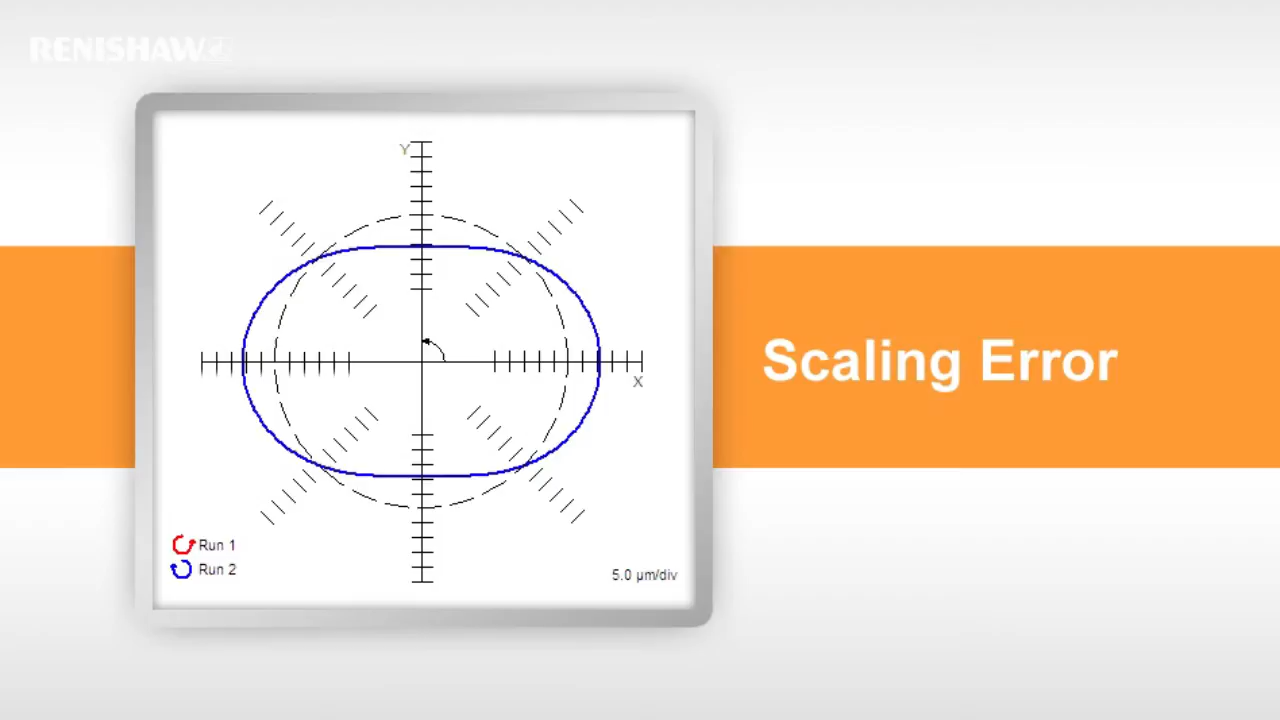 RENISHAW
Y
X
Run 1
Run 2
5.0 µm/div
Scaling Error